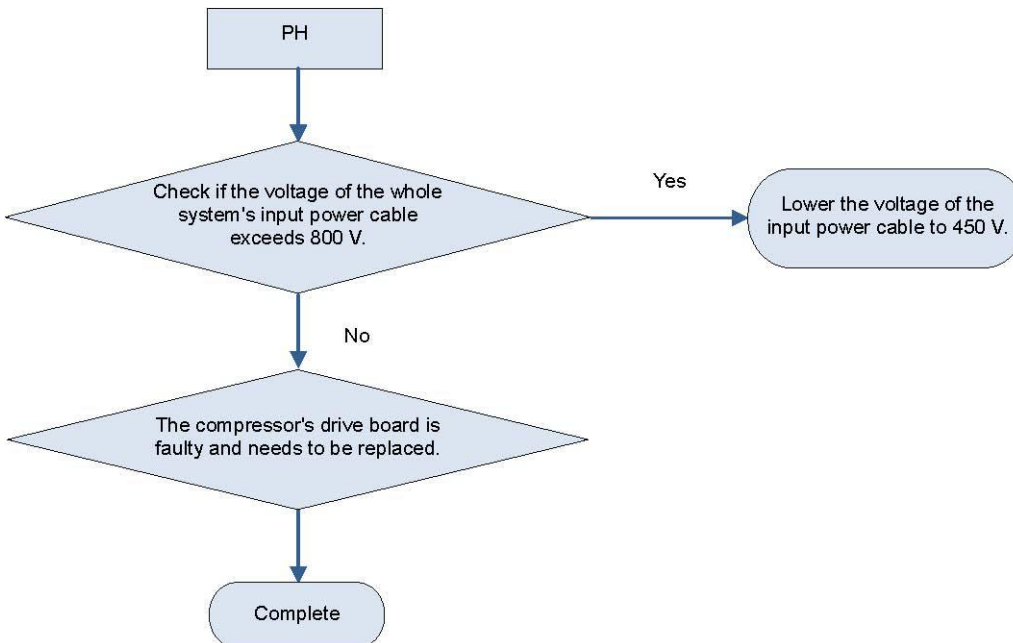 PH
Check if the voltage of the whole
system's input power cable
exceeds 800 V.
Yes
Lower the voltage of the
input power cable to 450 V.
No
The compressor's drive board is
faulty and needs to be replaced.
Complete